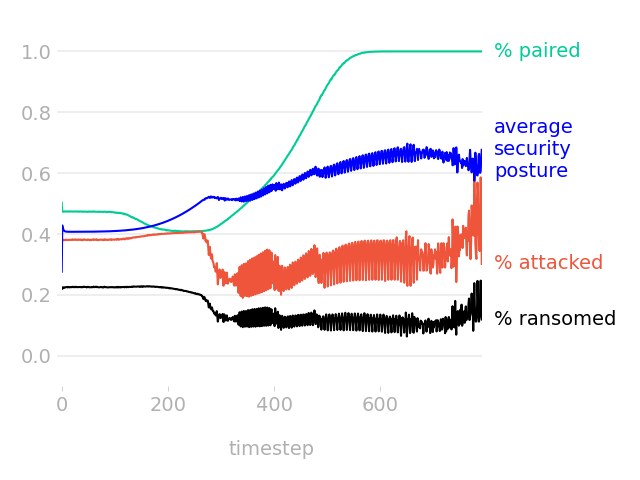 1.0
% paired
0.8
average
security
posture
0.6
0.4
% attacked
0.2
% ransomed
0.0
0
200
400
600
timestep